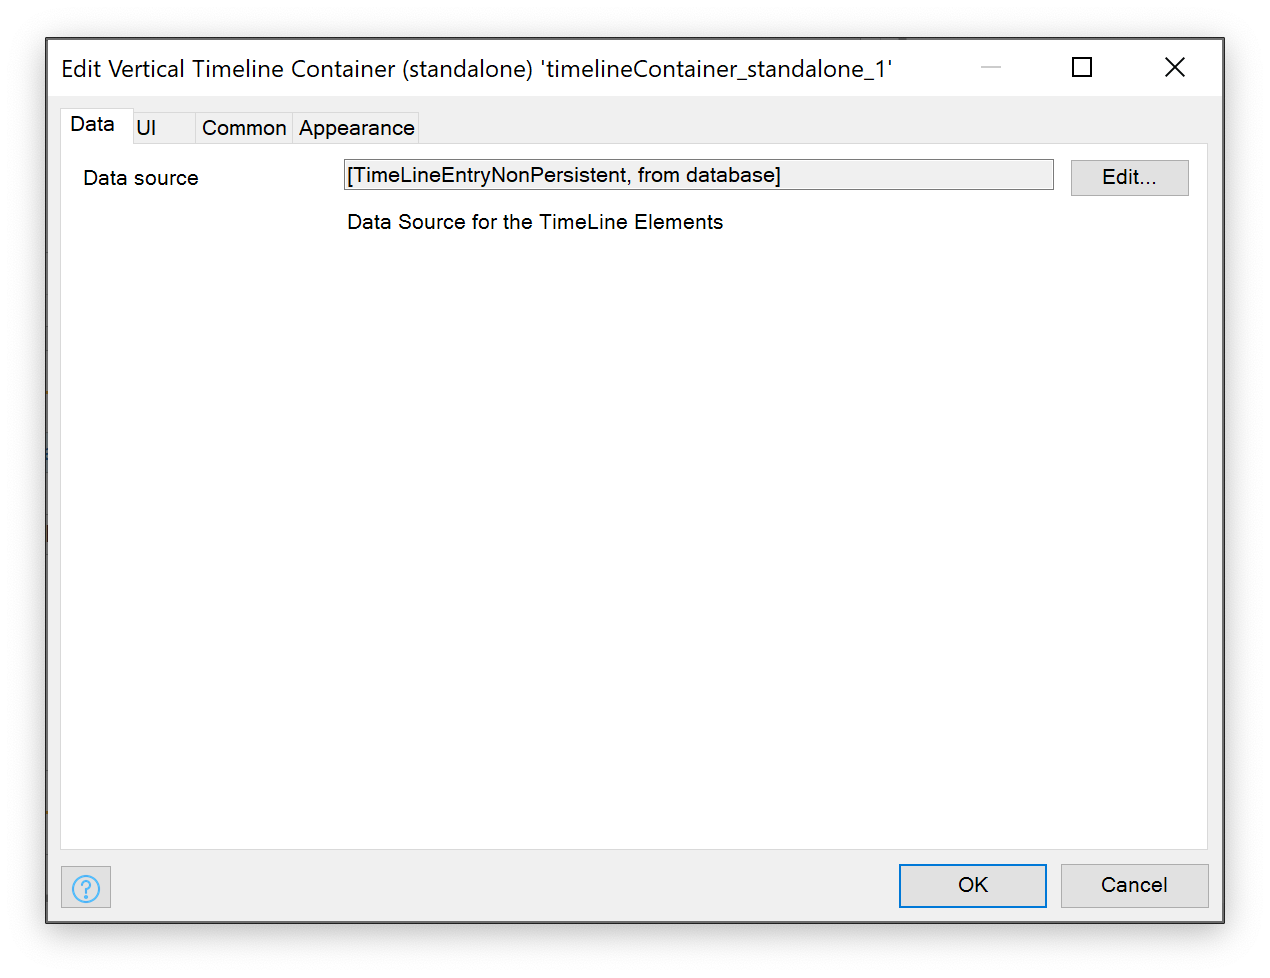 Edit Vertical Timeline Container (standalone) 'timelineContainer_standalone_1'
Data UI Common Appearance
Data source [TimeLineEntryNonPersistent, from database] Edit...
Data Source for the TimeLine Elements
? OK Cancel